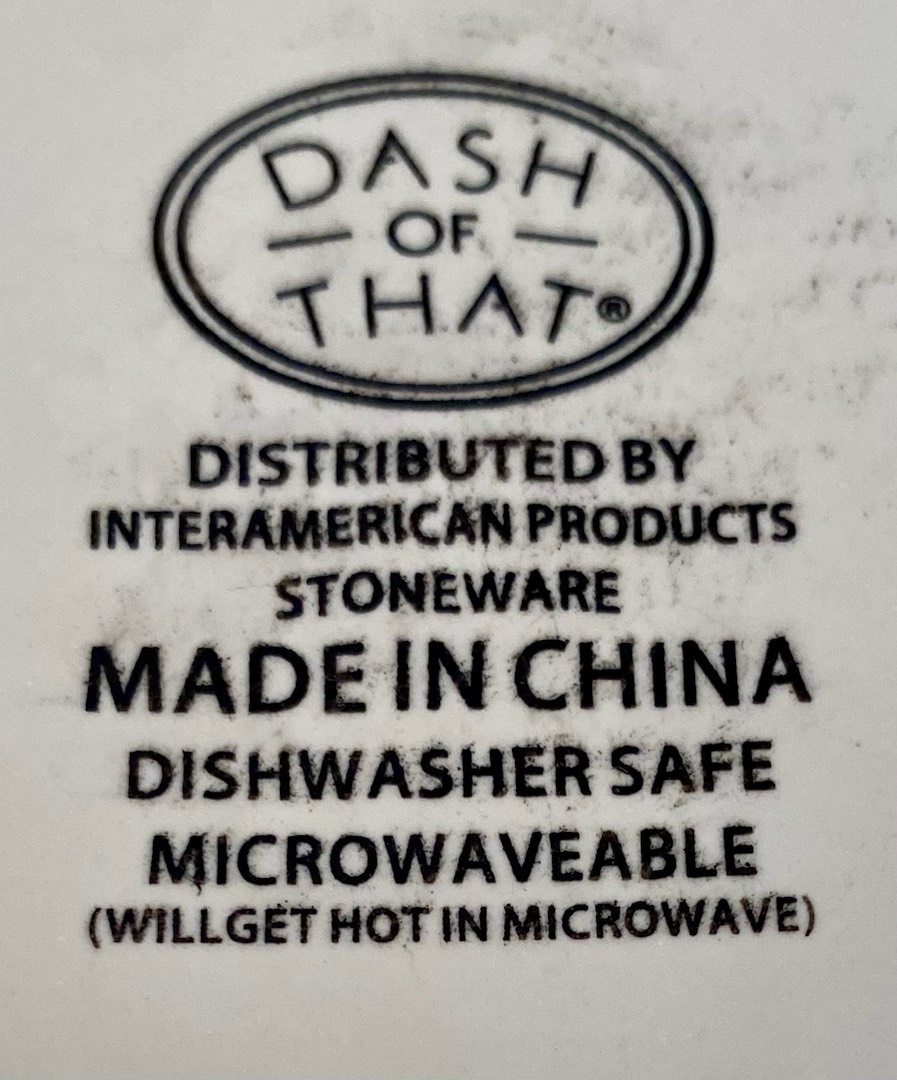 DASH
— OF —
THAT®
DISTRIBUTED BY
INTERAMERICAN PRODUCTS
STONEWARE
MADE IN CHINA
DISHWASHER SAFE
MICROWAVEABLE
(WILLGET HOT IN MICROWAVE)